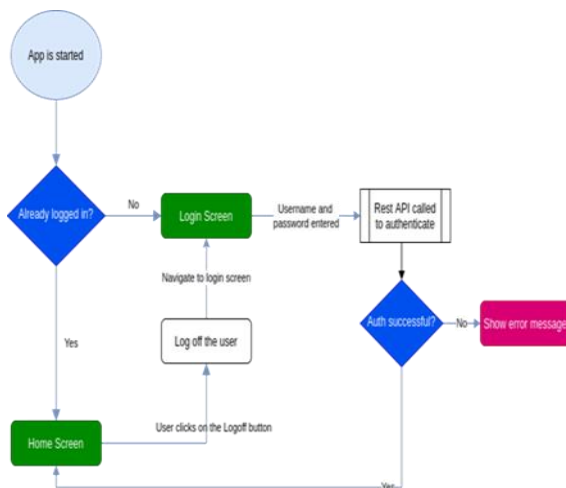 App is started
Already logged in?
No
Login Screen
Username and
password entered
Rest API called
to authenticate
Navigate to login screen
Auth successful?
No
Show error message
Log off the user
Yes
User clicks on the Logoff button
Home Screen
Yes